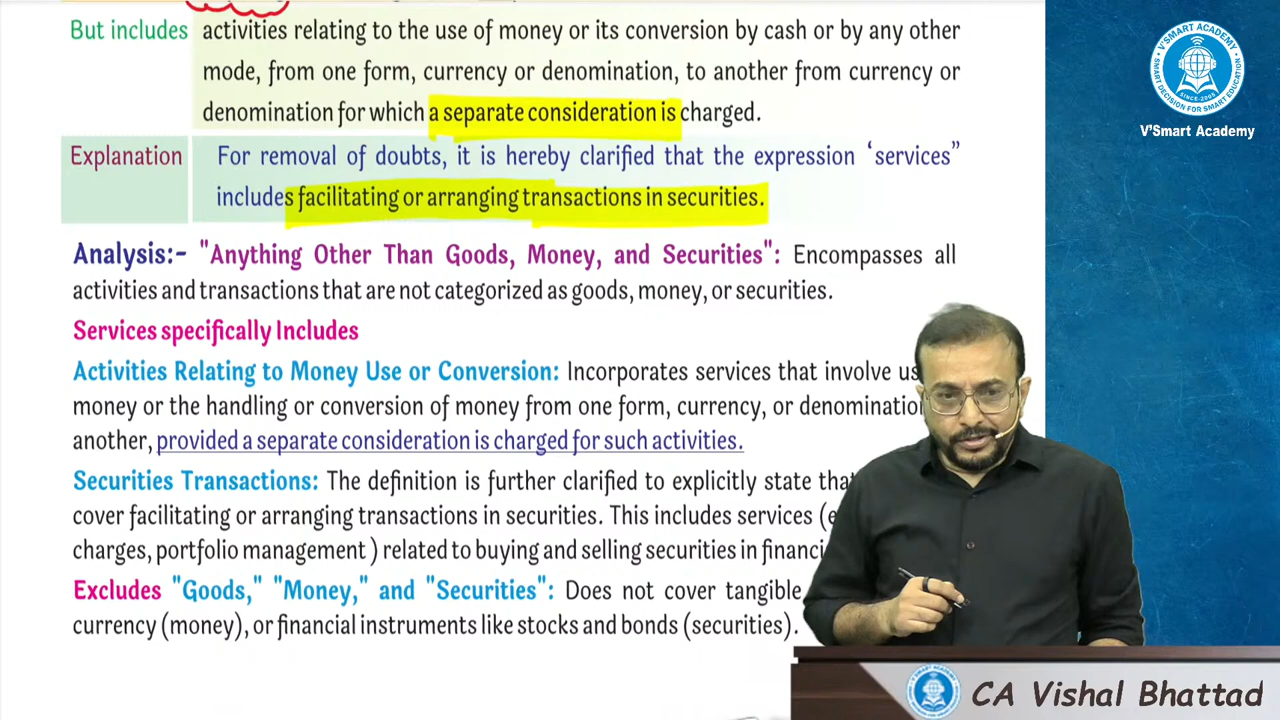 But includes activities relating to the use of money or its conversion by cash or by any other
mode, from one form, currency or denomination, to another from currency or
denomination for which a separate consideration is charged.
Explanation For removal of doubts, it is hereby clarified that the expression ‘services”
includes facilitating or arranging transactions in securities.
Analysis:- "Anything Other Than Goods, Money, and Securities": Encompasses all
activities and transactions that are not categorized as goods, money, or securities.
Services specifically Includes
Activities Relating to Money Use or Conversion: Incorporates services that involve
money or the handling or conversion of money from one form, currency, or
another, provided a separate consideration is charged for such activities.
Securities Transactions: The definition is further clarified to explicitly state
cover facilitating or arranging transactions in securities. This includes services
charges, portfolio management ) related to buying and selling securities in
Excludes "Goods," "Money," and "Securities": Does not cover tangible
currency (money), or financial instruments like stocks and bonds (securities).
V'SMART ACADEMY
SMART DECISION FOR SMART EDUCATION
SINCE-2005
V'Smart Academy
CA Vishal Bhattad